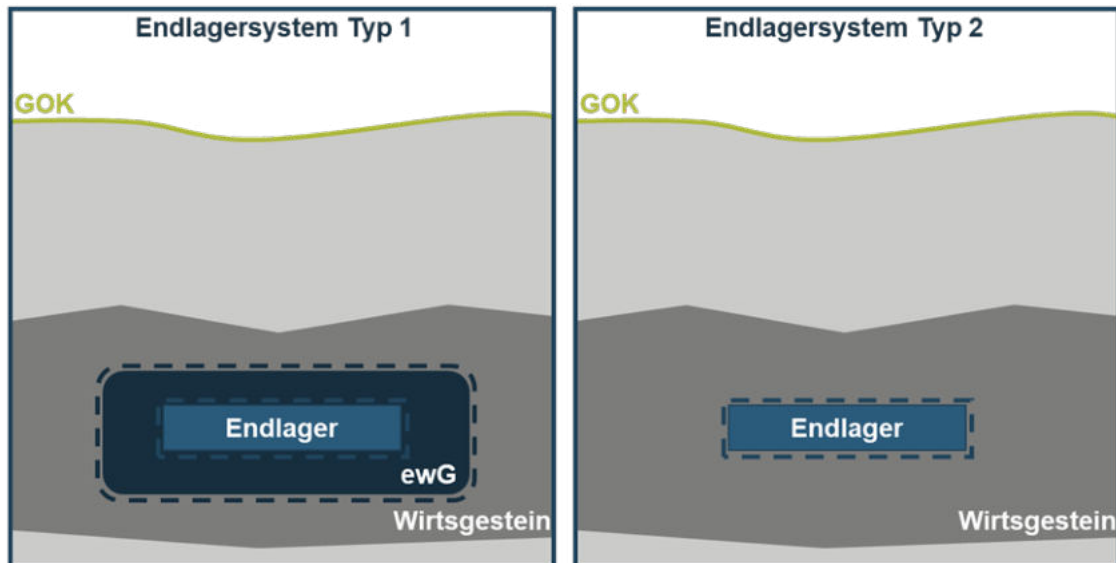 Endlagersystem Typ 1
GOK
Endlager
ewG
Wirtsgestein
Endlagersystem Typ 2
GOK
Endlager
Wirtsgestein